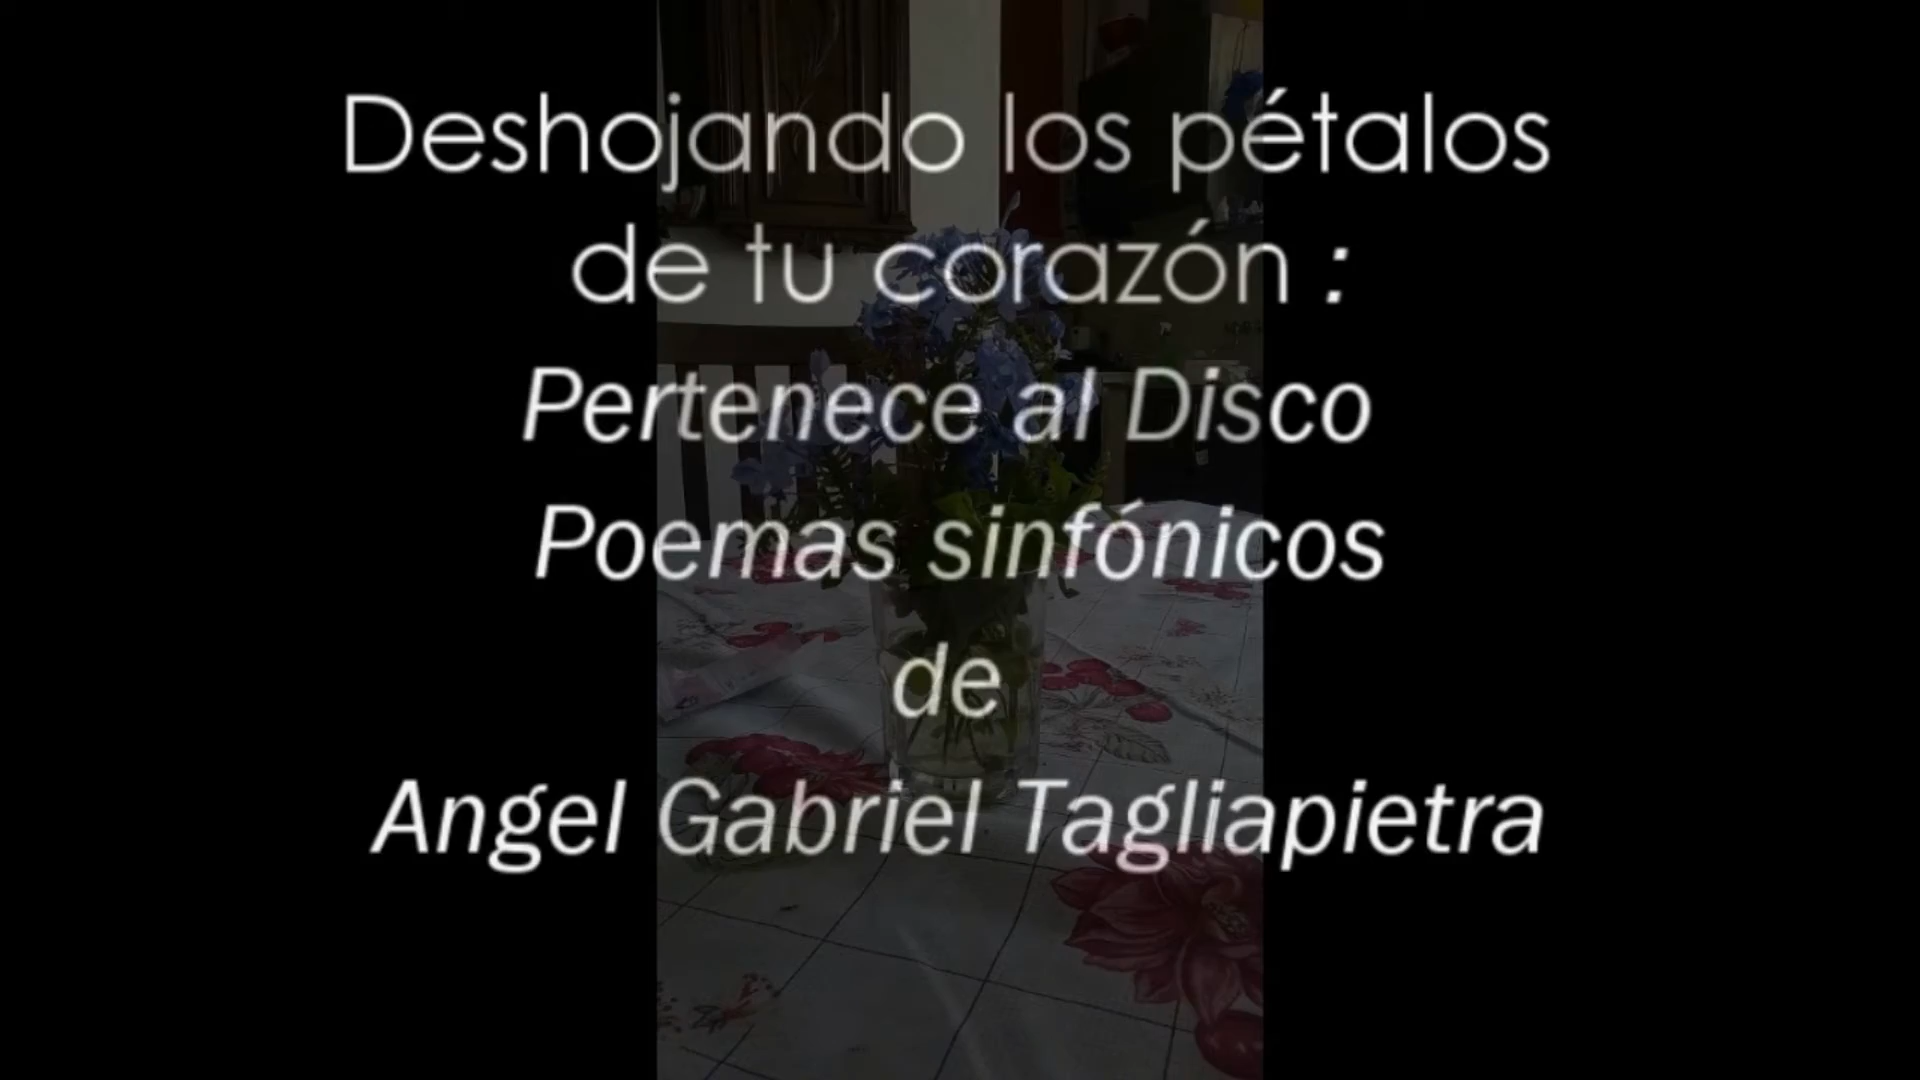 Deshojando los pétalos
de tu corazón :
Pertenece al Disco
Poemas sinfónicos
de
Angel Gabriel Tagliapietra